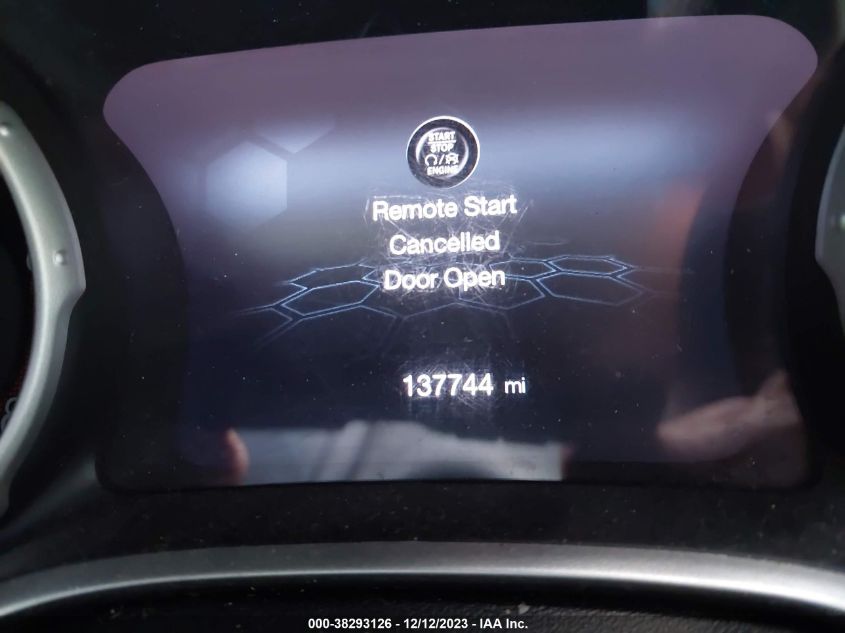 START
STOP
ENGINE
Remote Start
Cancelled
Door Open
137744 mi
000-38293126 - 12/12/2023 - IAA Inc.